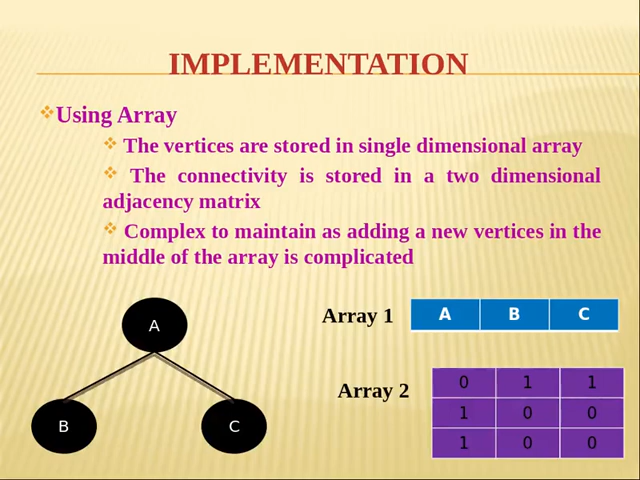 IMPLEMENTATION
Using Array
The vertices are stored in single dimensional array
The connectivity is stored in a two dimensional
adjacency matrix
Complex to maintain as adding a new vertices in the
middle of the array is complicated
A
B
C
Array 1
A B C
Array 2
0 1 1
1 0 0
1 0 0